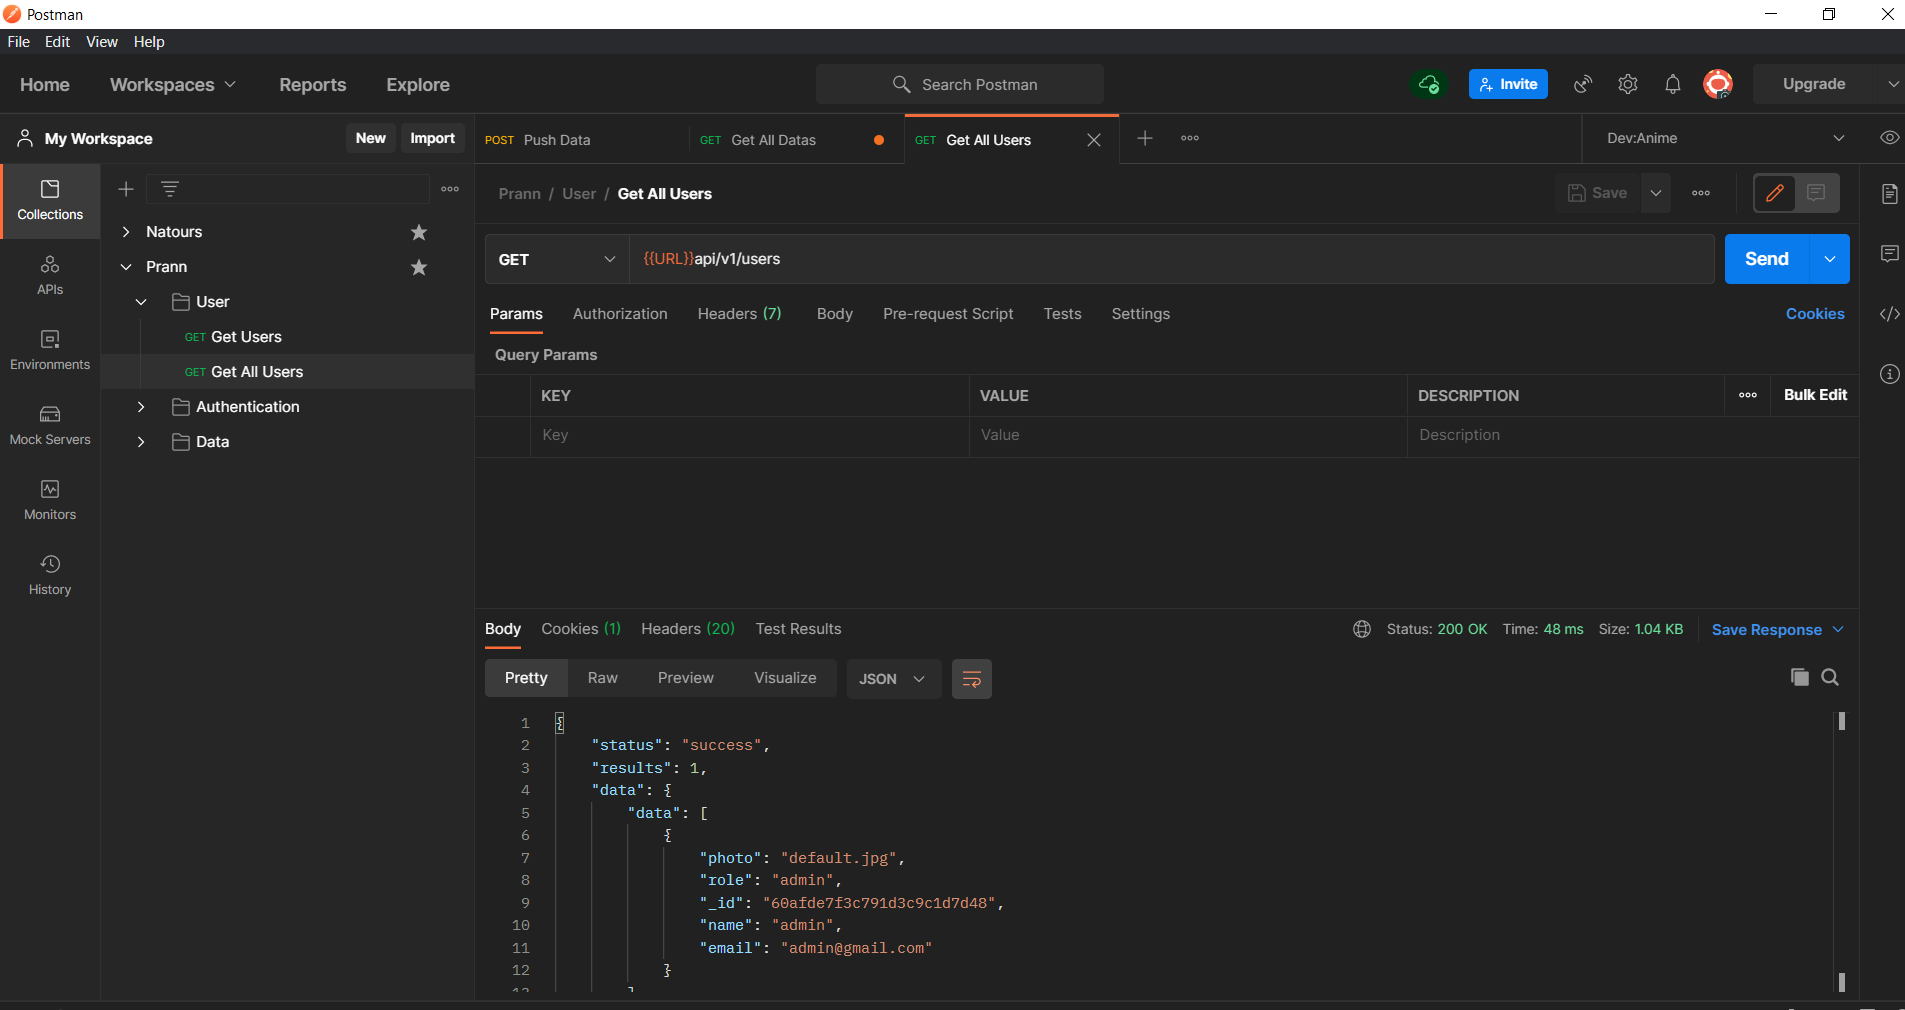 Postman
File Edit View Help
Home Workspaces Reports Explore Search Postman Invite Upgrade
My Workspace New Import POST Push Data GET Get All Datas GET Get All Users Dev:Anime
Collections
APIs
Environments
Mock Servers
Monitors
History
Natours
Prann
User
GET Get Users
GET Get All Users
Authentication
Data
Prann / User / Get All Users Save
GET {{URL}}api/v1/users Send
Params Authorization Headers (7) Body Pre-request Script Tests Settings Cookies
Query Params
KEY VALUE DESCRIPTION Bulk Edit
Key Value Description
Body Cookies (1) Headers (20) Test Results Status: 200 OK Time: 48 ms Size: 1.04 KB Save Response
Pretty Raw Preview Visualize JSON
1 {
2 "status": "success",
3 "results": 1,
4 "data": {
5 "data": [
6 {
7 "photo": "default.jpg",
8 "role": "admin",
9 "_id": "60afde7f3c791d3c9c1d7d48",
10 "name": "admin",
11 "email": "admin@gmail.com"
12 }